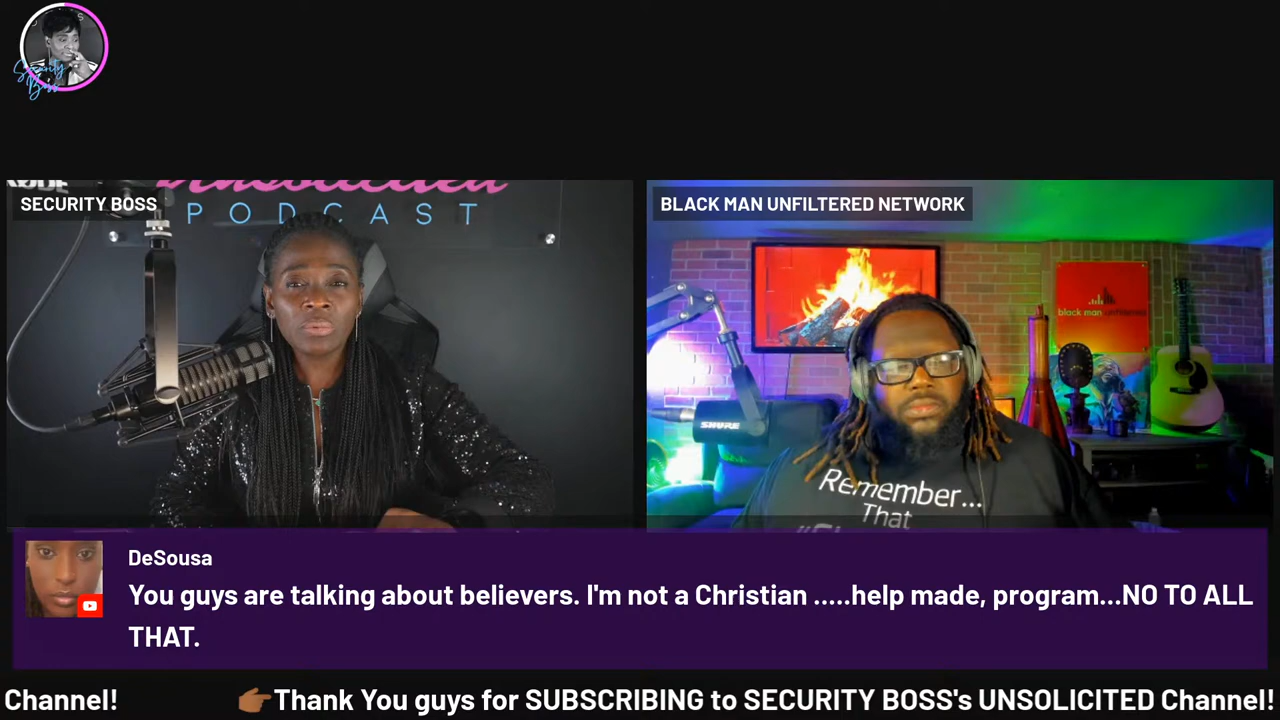 Security
Boss
SECURITY BOSS
PODCAST
BLACK MAN UNFILTERED NETWORK
black man unfiltered
SHURE
Remember...
That
DeSousa
You guys are talking about believers. I'm not a Christian .....help made, program...NO TO ALL
THAT.
Channel! 👉🏾Thank You guys for SUBSCRIBING to SECURITY BOSS's UNSOLICITED Channel!